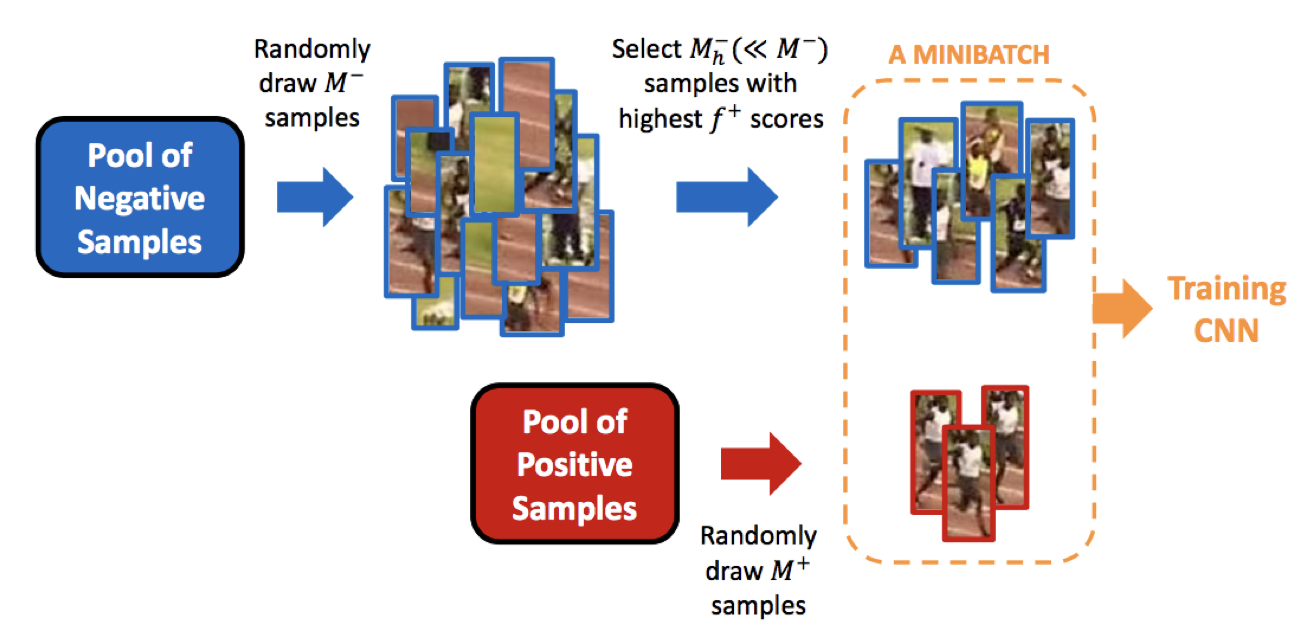 Randomly
draw M⁻
samples
Select M_h⁻(≪ M⁻)
samples with
highest f⁺ scores
A MINIBATCH
Pool of
Negative
Samples
Training
CNN
Pool of
Positive
Samples
Randomly
draw M⁺
samples